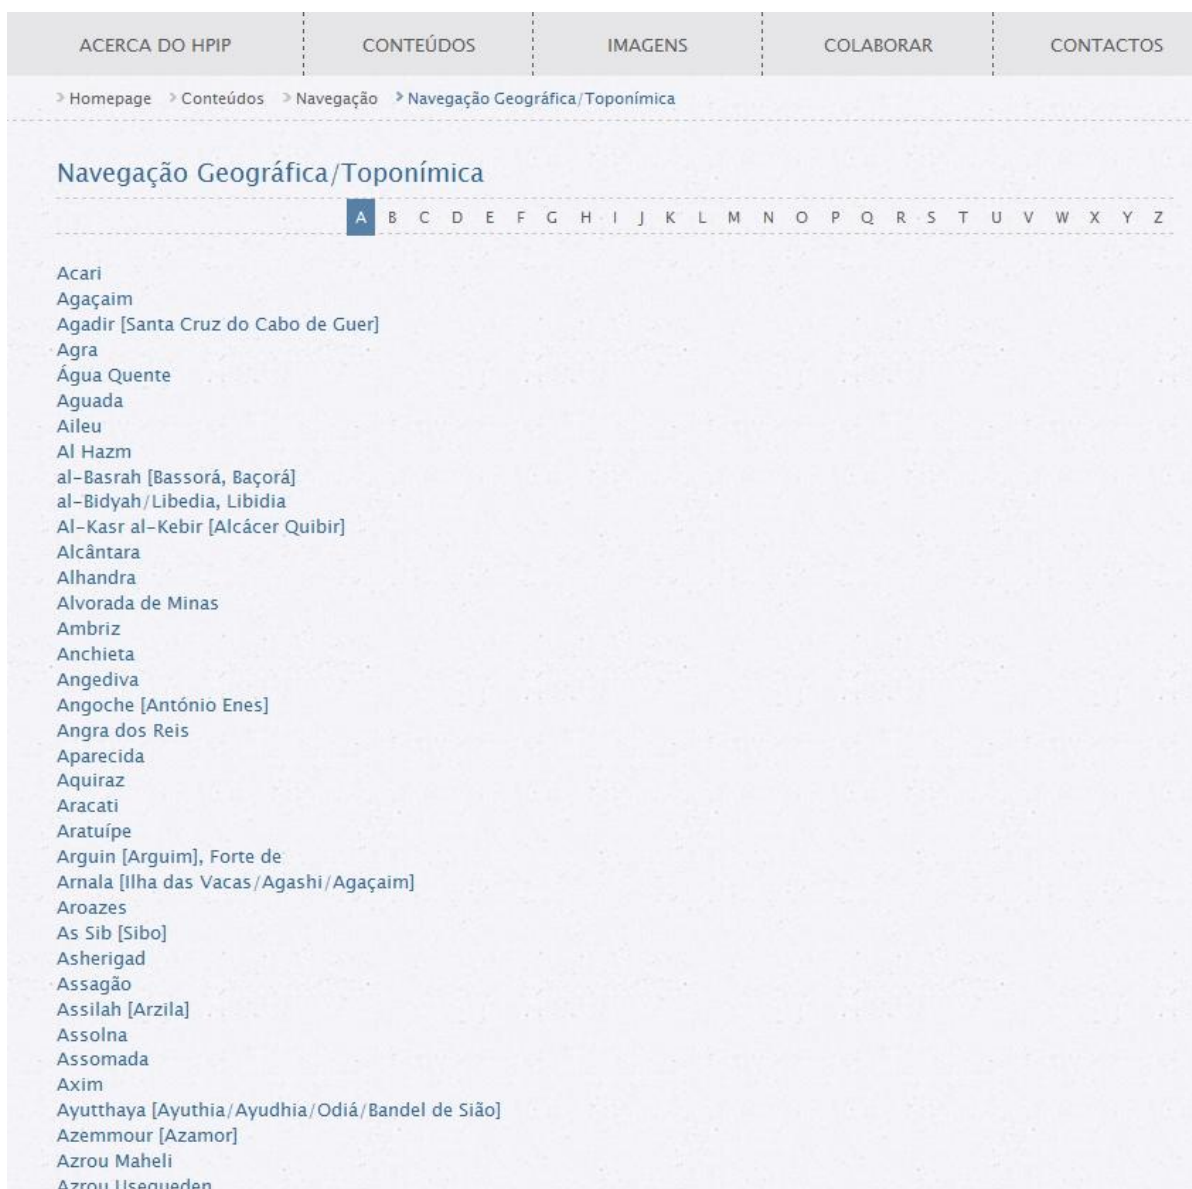 ACERCA DO HPIP CONTEÚDOS IMAGENS COLABORAR CONTACTOS
Homepage Conteúdos Navegação Navegação Geográfica/Toponímica
Navegação Geográfica/Toponímica
A B C D E F G H I J K L M N O P Q R S T U V W X Y Z
Acari
Agaçaim
Agadir [Santa Cruz do Cabo de Guer]
Agra
Água Quente
Aguada
Aileu
Al Hazm
al-Basrah [Bassorá, Baçorá]
al-Bidyah/Libedia, Libidia
Al-Kasr al-Kebir [Alcácer Quibir]
Alcântara
Alhandra
Alvorada de Minas
Ambriz
Anchieta
Angediva
Angoche [António Enes]
Angra dos Reis
Aparecida
Aquiraz
Aracati
Aratuípe
Arguin [Arguim], Forte de
Arnala [Ilha das Vacas/Agashi/Agaçaim]
Aroazes
As Sib [Sibo]
Asherigad
Assagão
Assilah [Arzila]
Assolna
Assomada
Axim
Ayutthaya [Ayuthia/Ayudhia/Odiá/Bandel de Sião]
Azemmour [Azamor]
Azrou Maheli
Azrou Usequeden